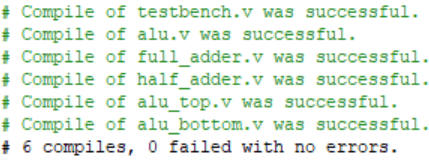 # Compile of testbench.v was successful.
# Compile of alu.v was successful.
# Compile of full_adder.v was successful.
# Compile of half_adder.v was successful.
# Compile of alu_top.v was successful.
# Compile of alu_bottom.v was successful.
# 6 compiles, 0 failed with no errors.